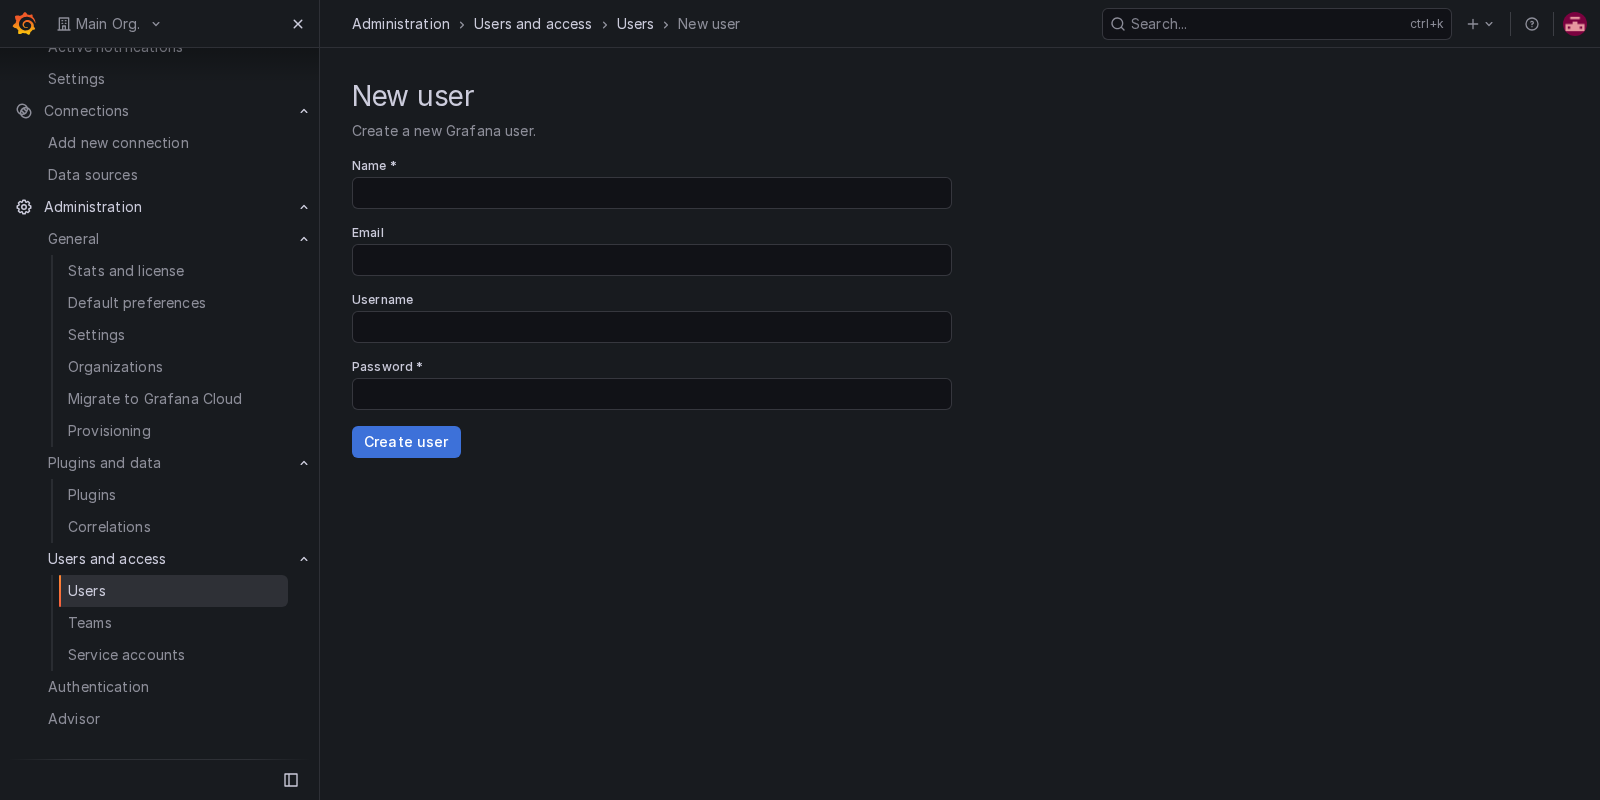 Main Org.
Administration
Users and access
Users
New user
Search...
ctrl+k
Active notifications
Settings
Connections
Add new connection
Data sources
Administration
General
Stats and license
Default preferences
Settings
Organizations
Migrate to Grafana Cloud
Provisioning
Plugins and data
Plugins
Correlations
Users and access
Users
Teams
Service accounts
Authentication
Advisor
New user
Create a new Grafana user.
Name *
Email
Username
Password *
Create user